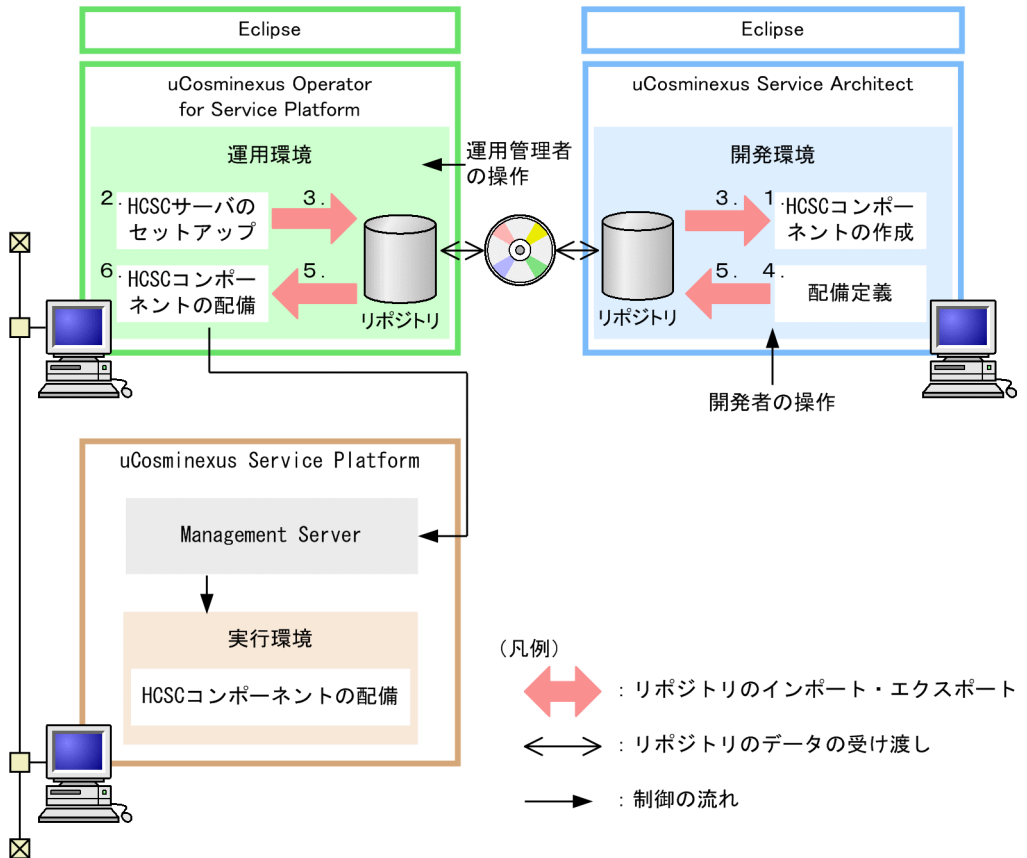 Eclipse
uCosminexus Operator
for Service Platform
運用環境
2.
HCSCサーバの
セットアップ
3.
6.
HCSCコンポー
ネントの配備
5.
リポジトリ
運用管理者
の操作
Eclipse
uCosminexus Service Architect
開発環境
3.
1.
HCSCコンポー
ネントの作成
5.
4.
配備定義
リポジトリ
開発者の操作
uCosminexus Service Platform
Management Server
実行環境
HCSCコンポーネントの配備
(凡例)
:リポジトリのインポート・エクスポート
:リポジトリのデータの受け渡し
:制御の流れ